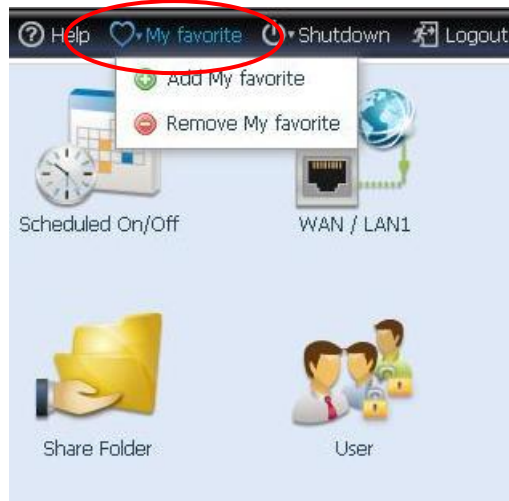 Help My favorite Shutdown Logout
Add My favorite
Remove My favorite
Scheduled On/Off WAN / LAN1
Share Folder User